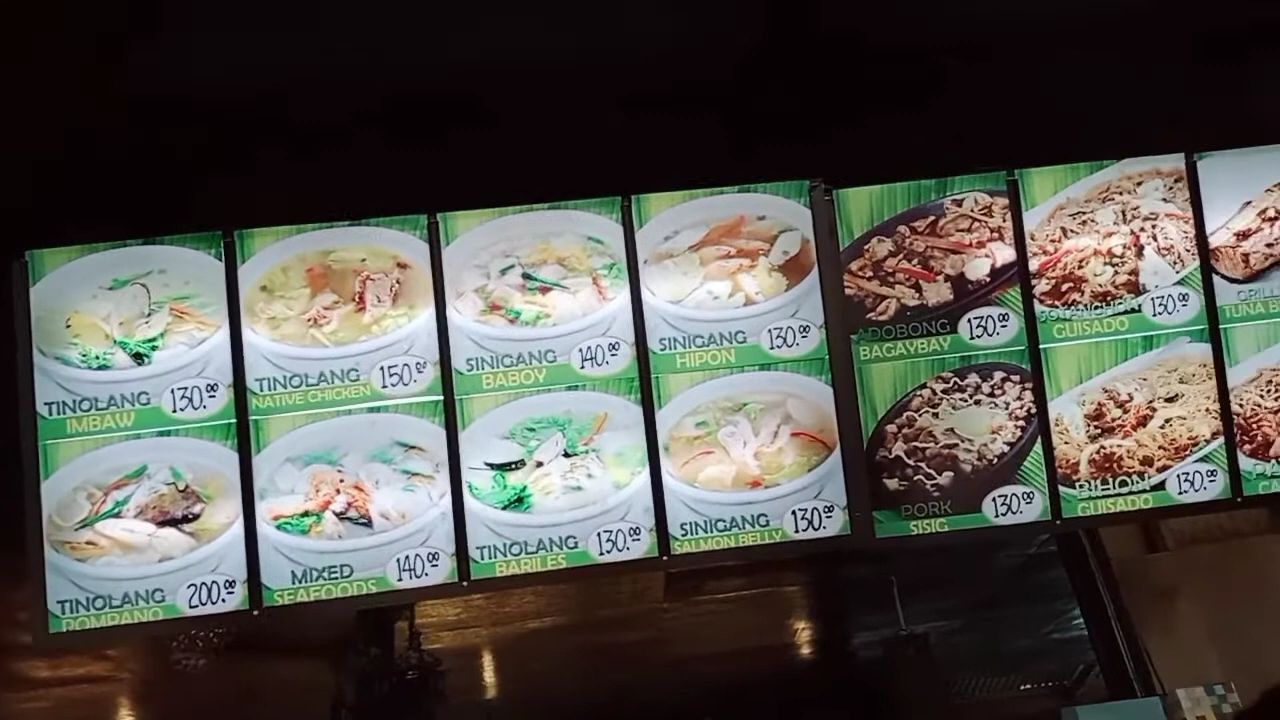 TINOLANG
IMBAW
130.00
TINOLANG
NATIVE CHICKEN
150.00
SINIGANG
BABOY
140.00
SINIGANG
HIPON
130.00
ADOBONG
BAGAYBAY
130.00
SOTANGHON
GUISADO
130.00
TUNA B
TINOLANG
POMPANO
200.00
MIXED
SEAFOODS
140.00
TINOLANG
BARILES
130.00
SINIGANG
SALMON BELLY
130.00
PORK
SISIG
130.00
BIHON
GUISADO
130.00